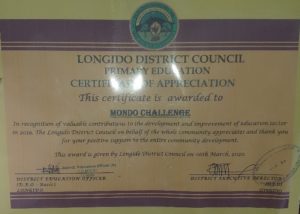 LONGIDO DISTRICT COUNCIL
PRIMARY EDUCATION
CERTIFICATE OF APPRECIATION
This certificate is awarded to
MONDO CHALLENGE
In recognition of valuable contributions to the development and improvement of education sector
in 2019. The Longido District Council on behalf of the whole community appreciates and thank you
for your positive support to the entire community development.
This award is given by Longido District Council on March, 2020
DISTRICT EDUCATION OFFICER
DISTRICT EXECUTIVE DIRECTOR
LONGIDO
LONGIDO